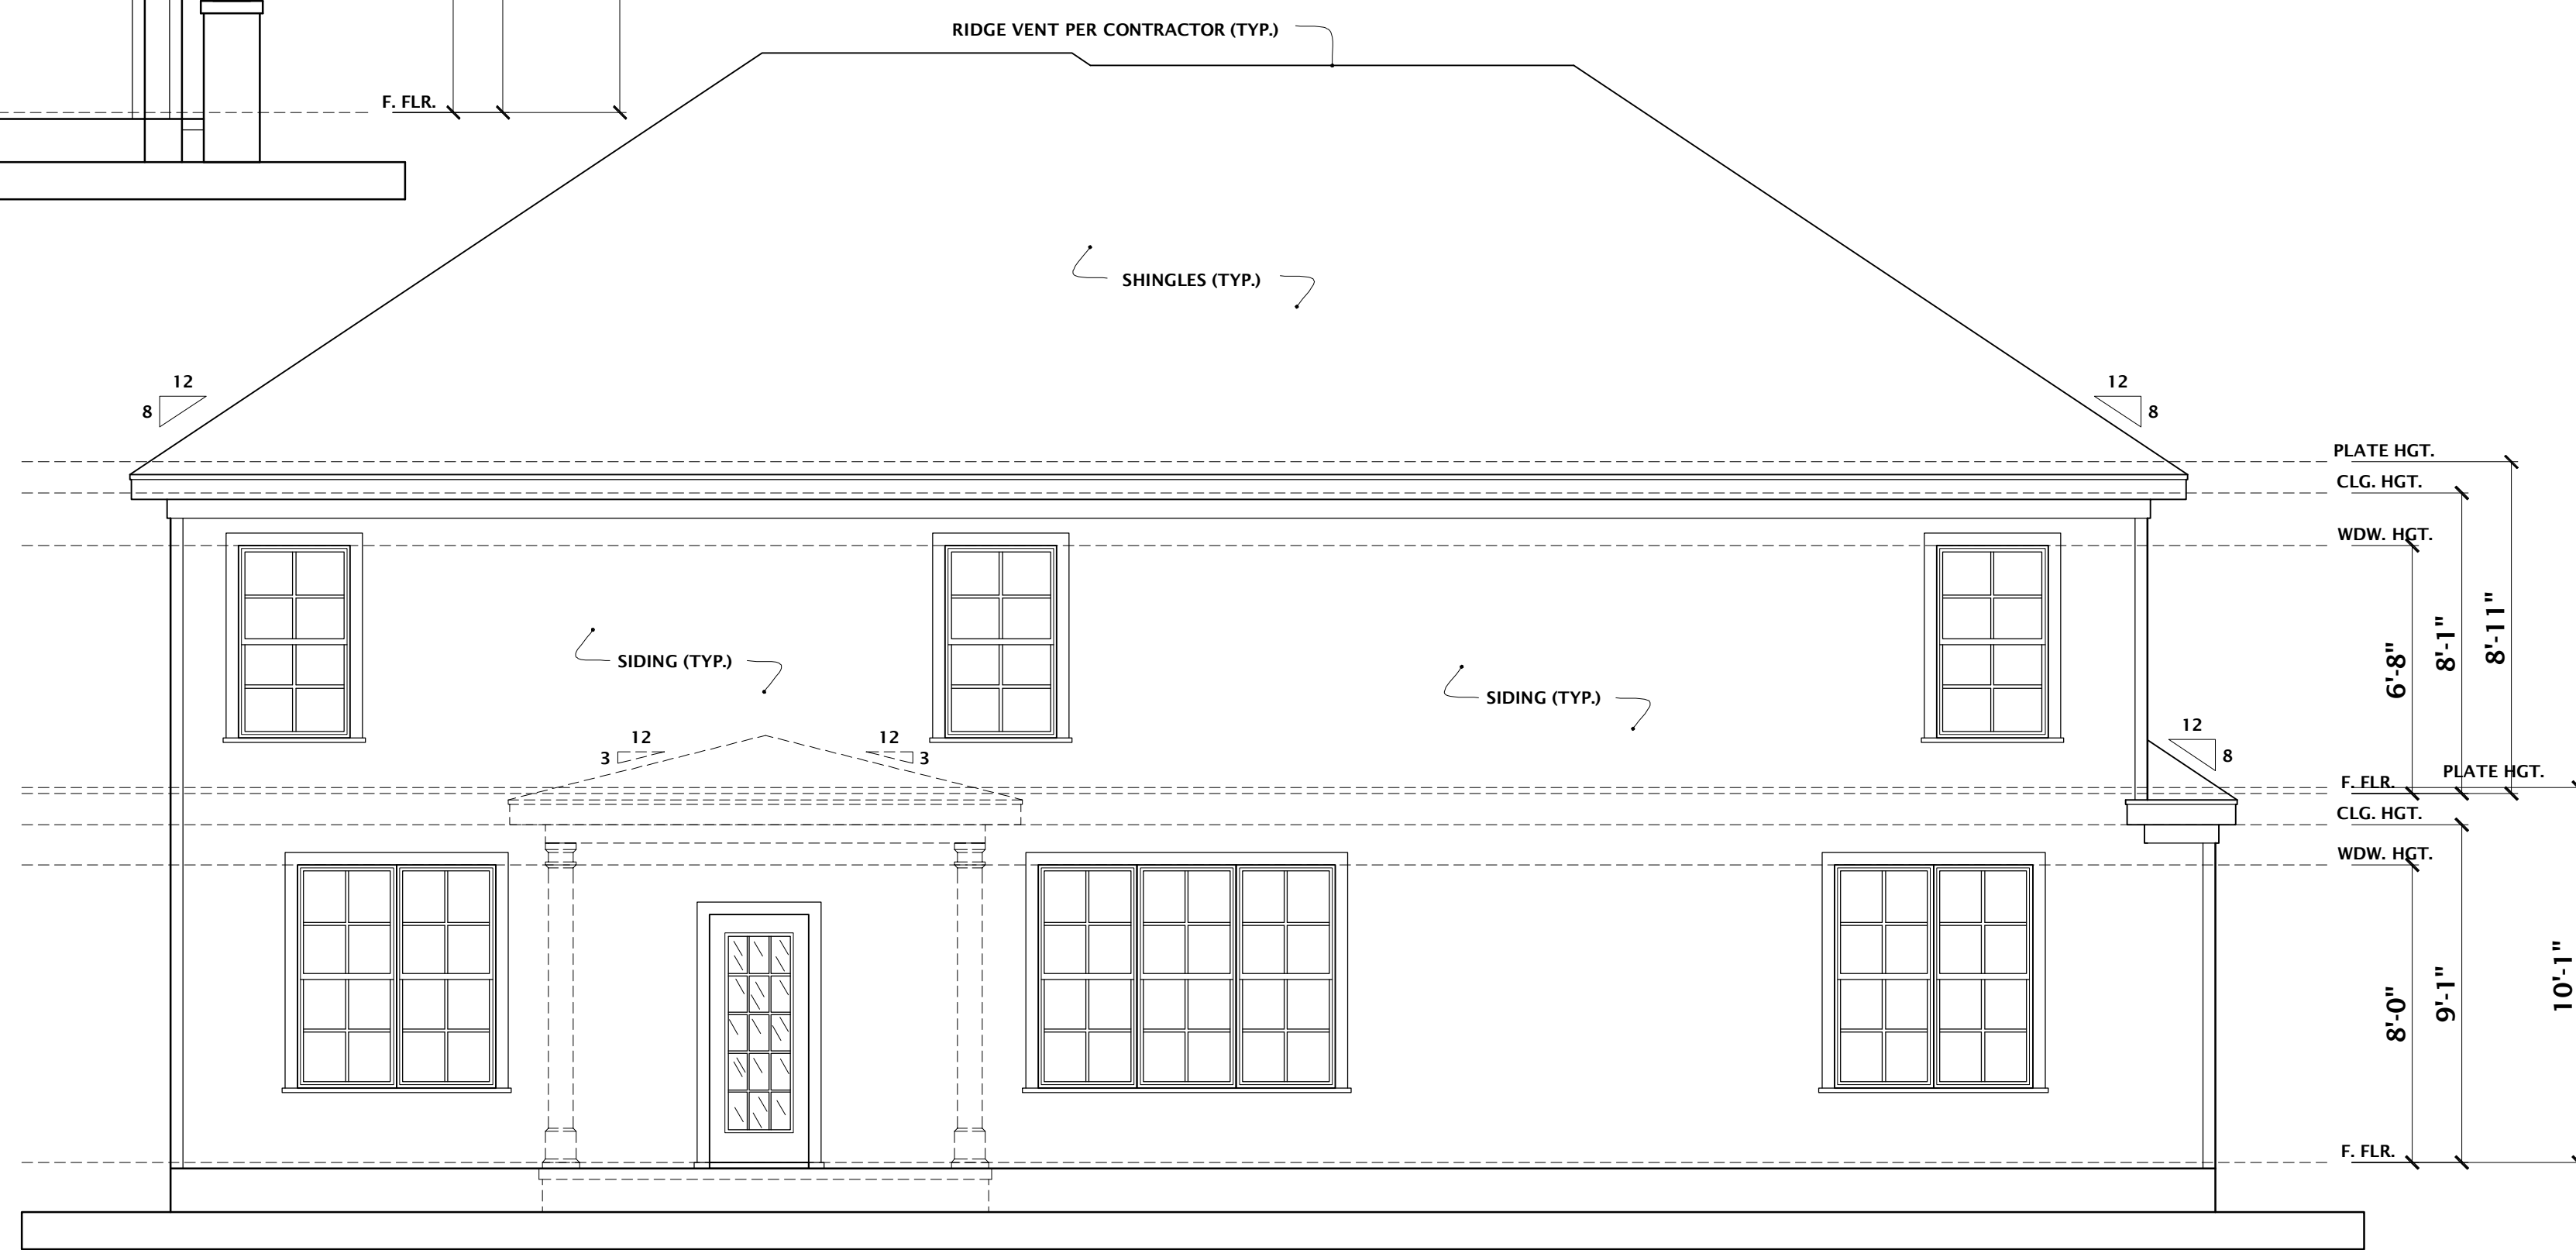 RIDGE VENT PER CONTRACTOR (TYP.)
F. FLR.
SHINGLES (TYP.)
12
8
12
8
PLATE HGT.
CLG. HGT.
WDW. HGT.
6'-8"
8'-1"
8'-11"
SIDING (TYP.)
SIDING (TYP.)
12
3
12
3
12
8
PLATE HGT.
F. FLR.
CLG. HGT.
WDW. HGT.
8'-0"
9'-1"
10'-1"
F. FLR.